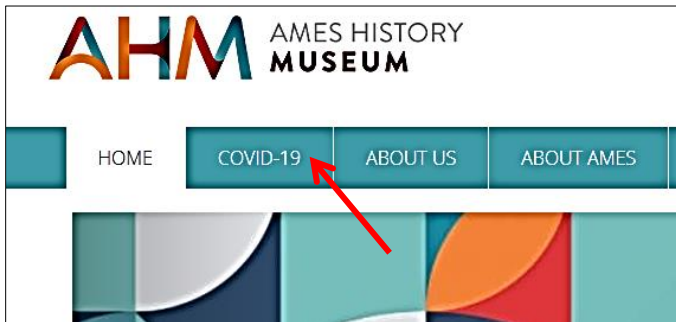 AHM
AMES HISTORY
MUSEUM
HOME
COVID-19
ABOUT US
ABOUT AMES